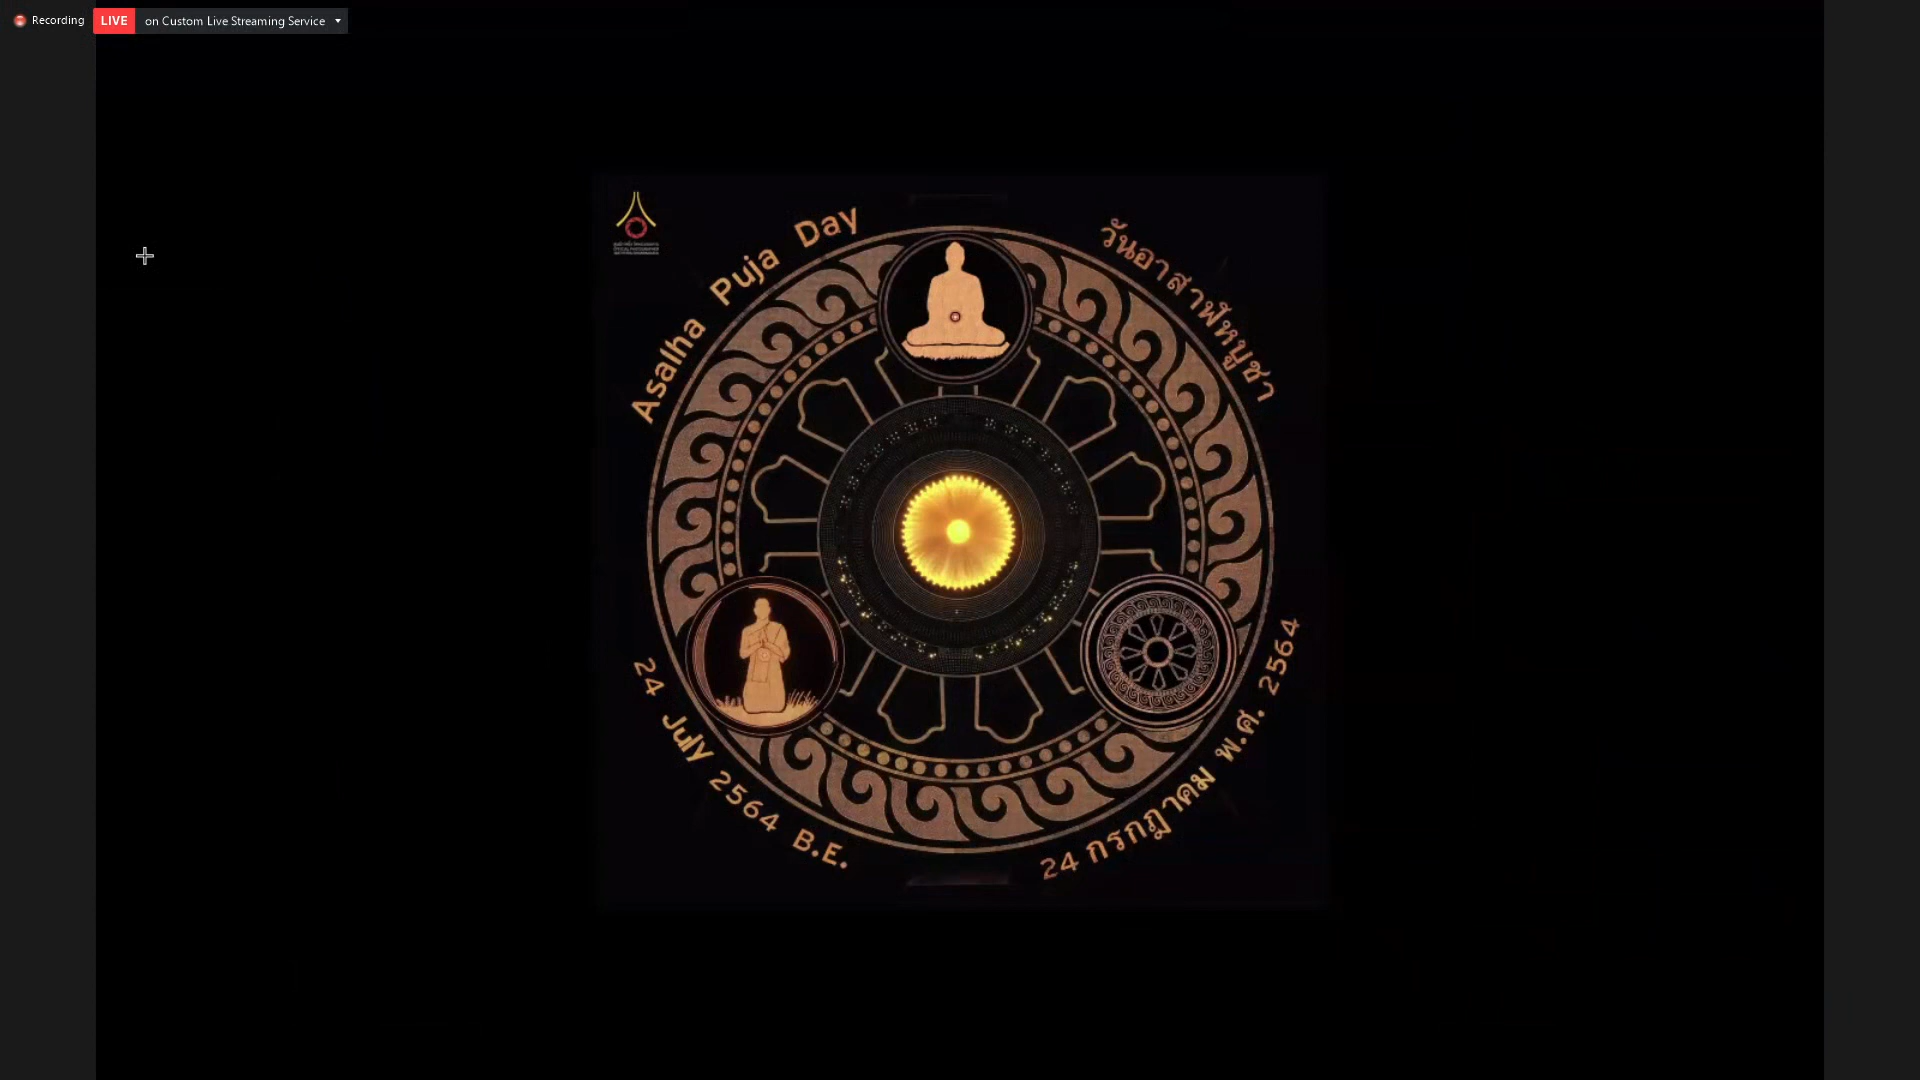 Recording
LIVE on Custom Live Streaming Service
Asalha Puja Day
วันอาสาฬหบูชา
24 July 2564 B.E.
24 กรกฎาคม พ.ศ. 2564